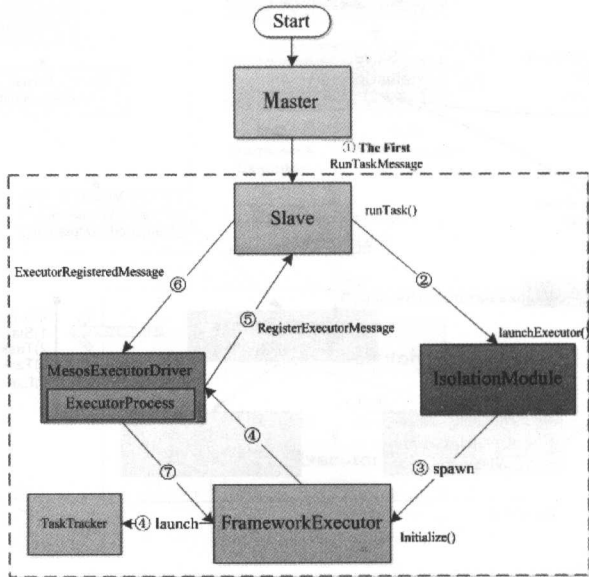 Start
Master
① The First
RunTaskMessage
Slave
runTask()
ExecutorRegisteredMessage
⑥
②
⑤
RegisterExecutorMessage
launchExecutor()
MesosExecutorDriver
ExecutorProcess
IsolationModule
④
⑦
③ spawn
TaskTracker
④ launch
FrameworkExecutor
Initialize()